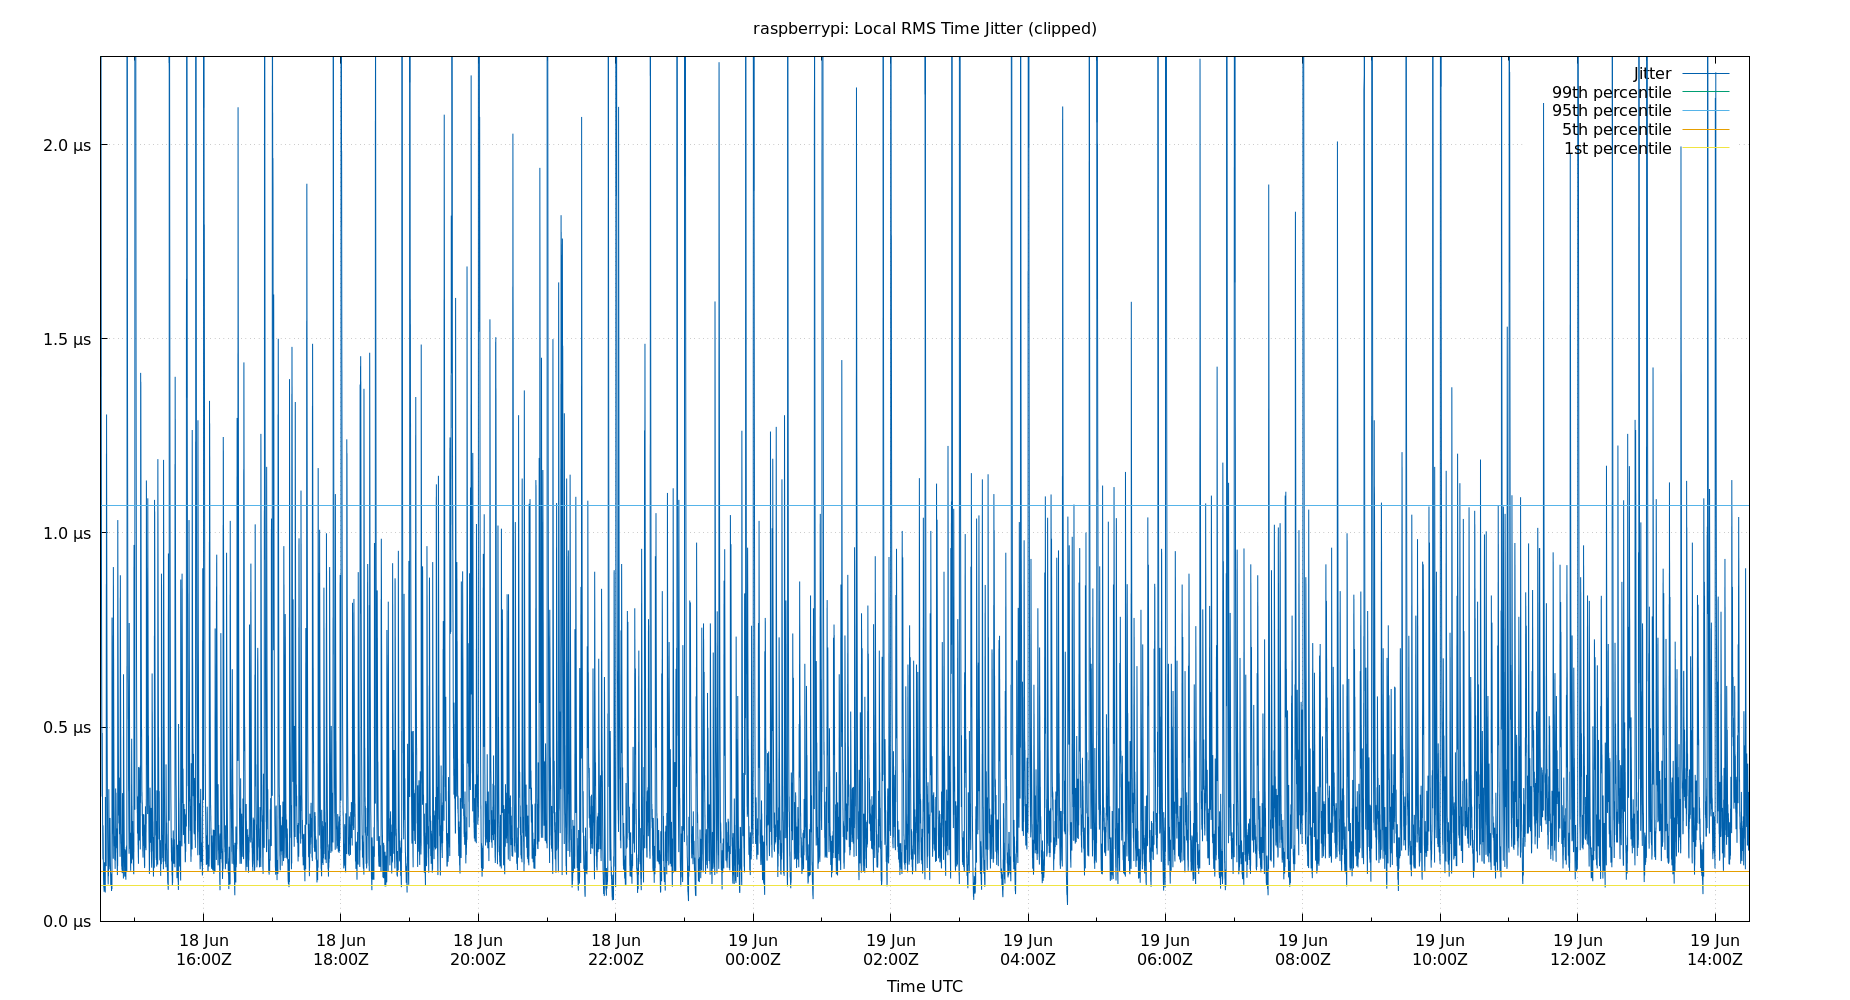 raspberrypi: Local RMS Time Jitter (clipped)
Jitter
99th percentile
95th percentile
5th percentile
1st percentile
2.0 µs
1.5 µs
1.0 µs
0.5 µs
0.0 µs
18 Jun
16:00Z
18 Jun
18:00Z
18 Jun
20:00Z
18 Jun
22:00Z
19 Jun
00:00Z
19 Jun
02:00Z
19 Jun
04:00Z
19 Jun
06:00Z
19 Jun
08:00Z
19 Jun
10:00Z
19 Jun
12:00Z
19 Jun
14:00Z
Time UTC